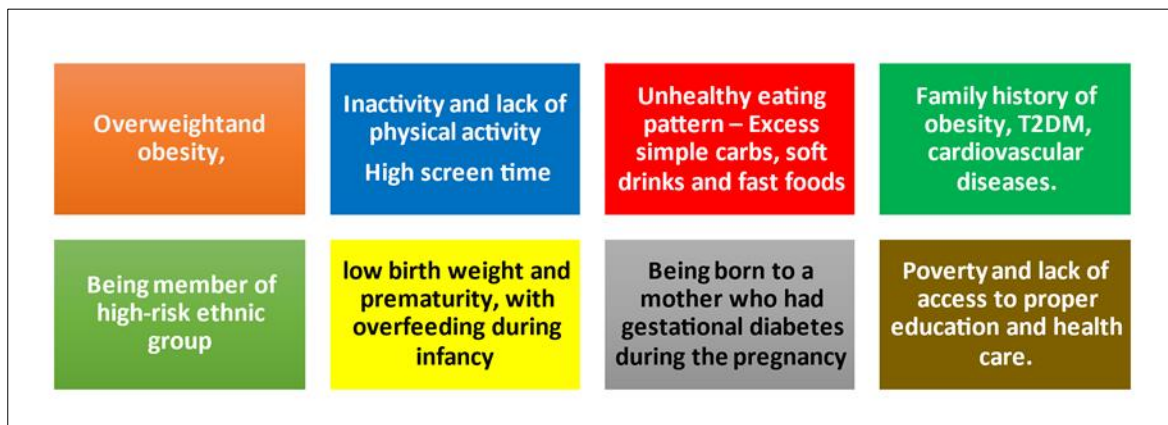 Overweightand
obesity,
Inactivity and lack of
physical activity
High screen time
Unhealthy eating
pattern – Excess
simple carbs, soft
drinks and fast foods
Family history of
obesity, T2DM,
cardiovascular
diseases.
Being member of
high-risk ethnic
group
low birth weight and
prematurity, with
overfeeding during
infancy
Being born to a
mother who had
gestational diabetes
during the pregnancy
Poverty and lack of
access to proper
education and health
care.